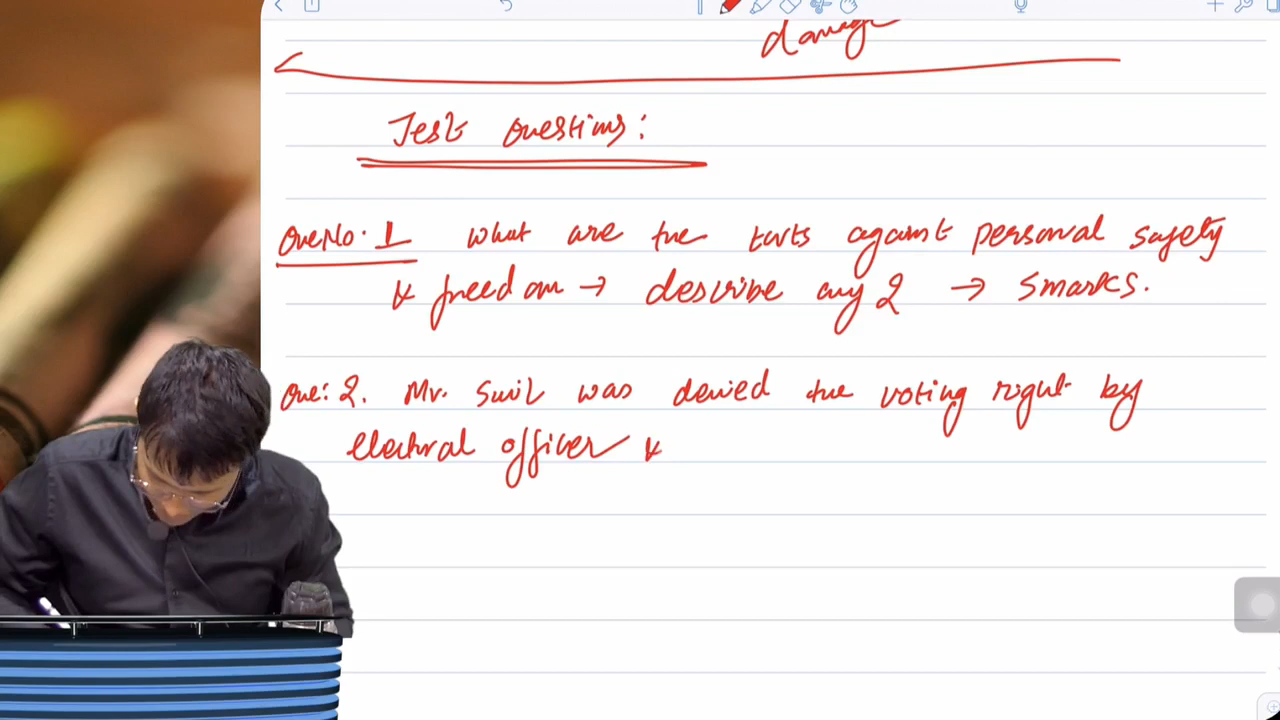 damage
Test Questions:
Que No. 1 What are the torts against personal safety
& freedom → describe any 2 → 5 marks.
Que: 2. Mr. Sunil was denied the voting right by
electoral officer &